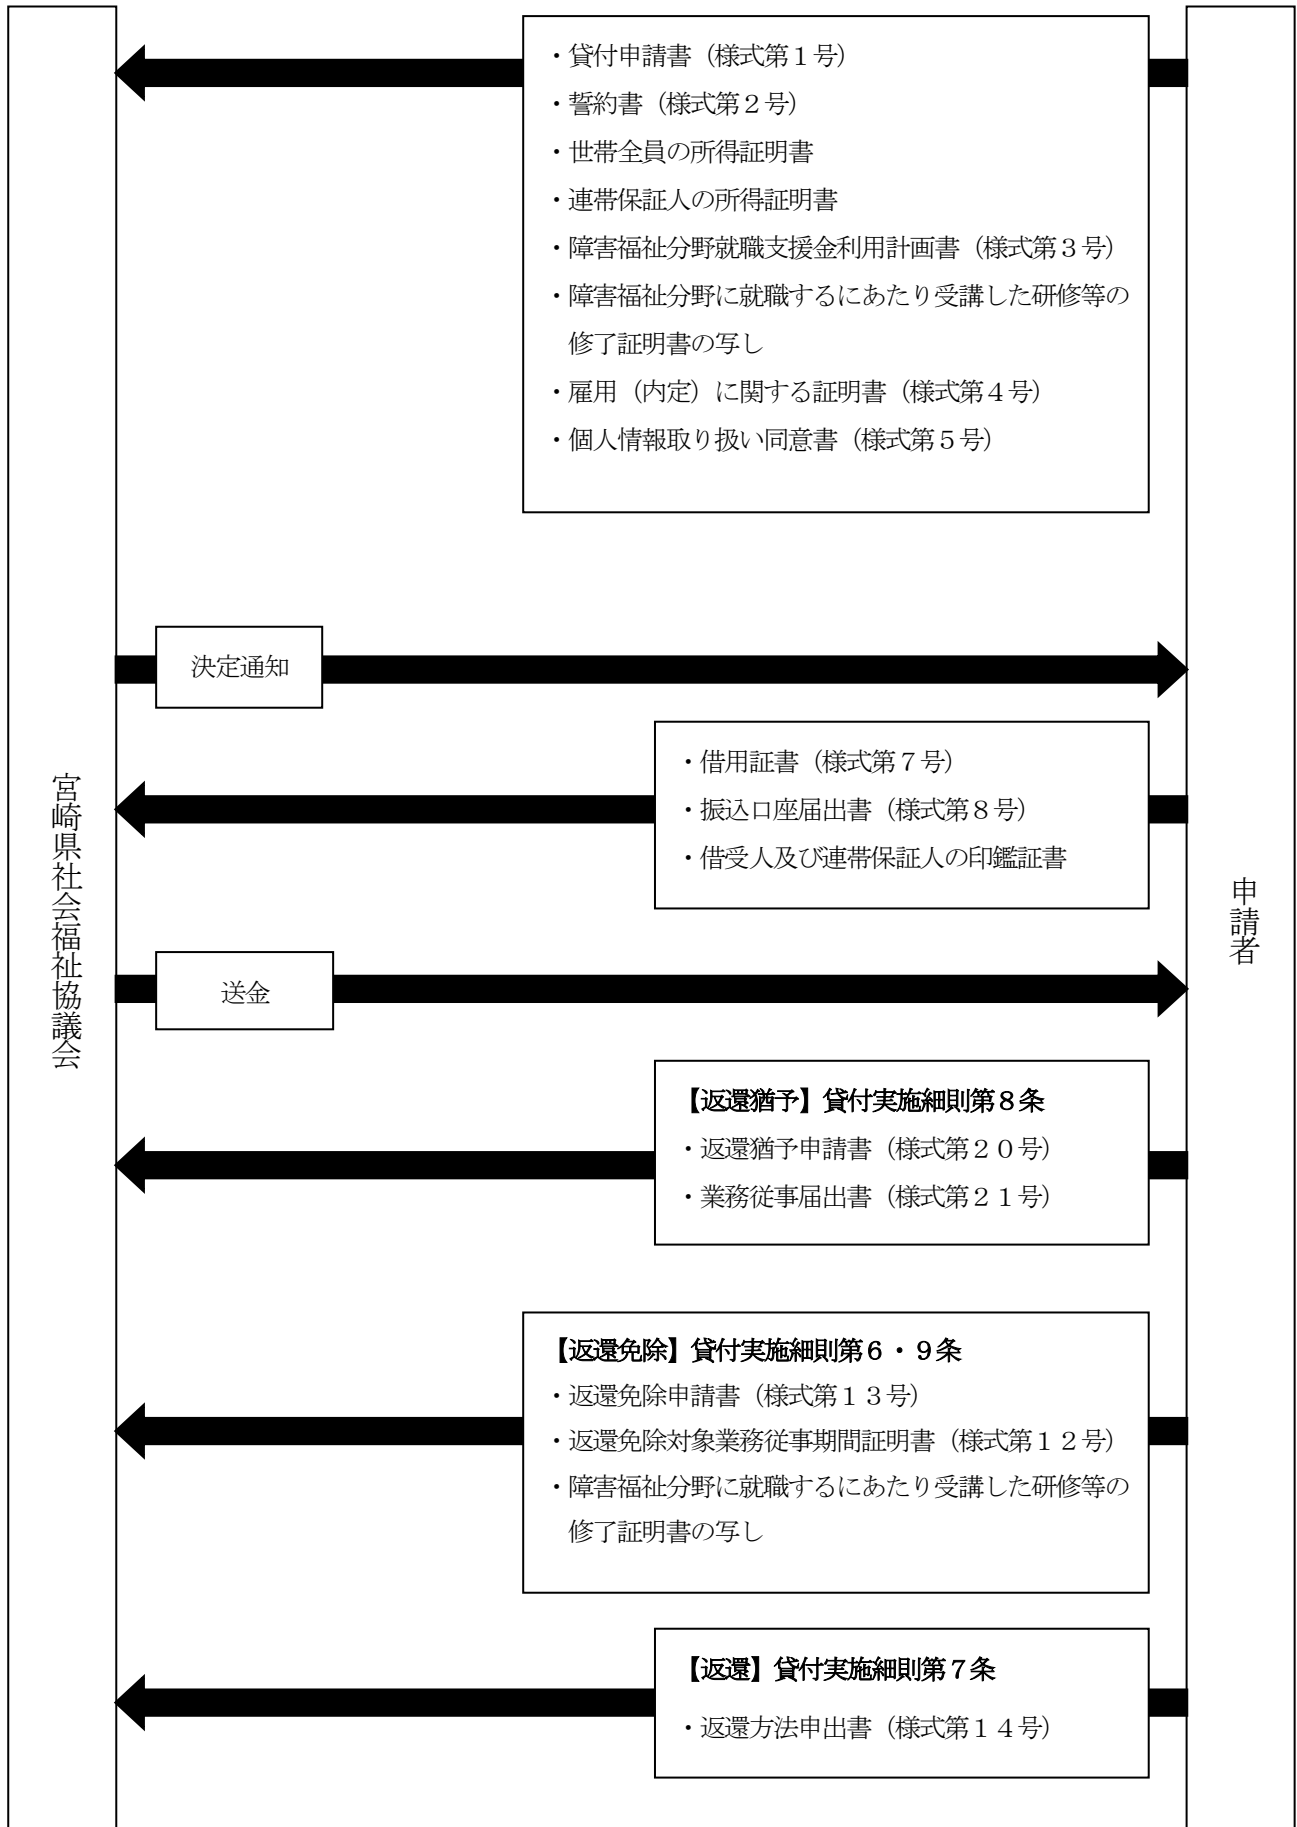 ・貸付申請書（様式第１号）
・誓約書（様式第２号）
・世帯全員の所得証明書
・連帯保証人の所得証明書
・障害福祉分野就職支援金利用計画書（様式第３号）
・障害福祉分野に就職するにあたり受講した研修等の
修了証明書の写し
・雇用（内定）に関する証明書（様式第４号）
・個人情報取り扱い同意書（様式第５号）
決定通知
・借用証書（様式第７号）
・振込口座届出書（様式第８号）
・借受人及び連帯保証人の印鑑証書
宮崎県社会福祉協議会
申請者
送金
【返還猶予】貸付実施細則第８条
・返還猶予申請書（様式第２０号）
・業務従事届出書（様式第２１号）
【返還免除】貸付実施細則第６・９条
・返還免除申請書（様式第１３号）
・返還免除対象業務従事期間証明書（様式第１２号）
・障害福祉分野に就職するにあたり受講した研修等の
修了証明書の写し
【返還】貸付実施細則第７条
・返還方法申出書（様式第１４号）